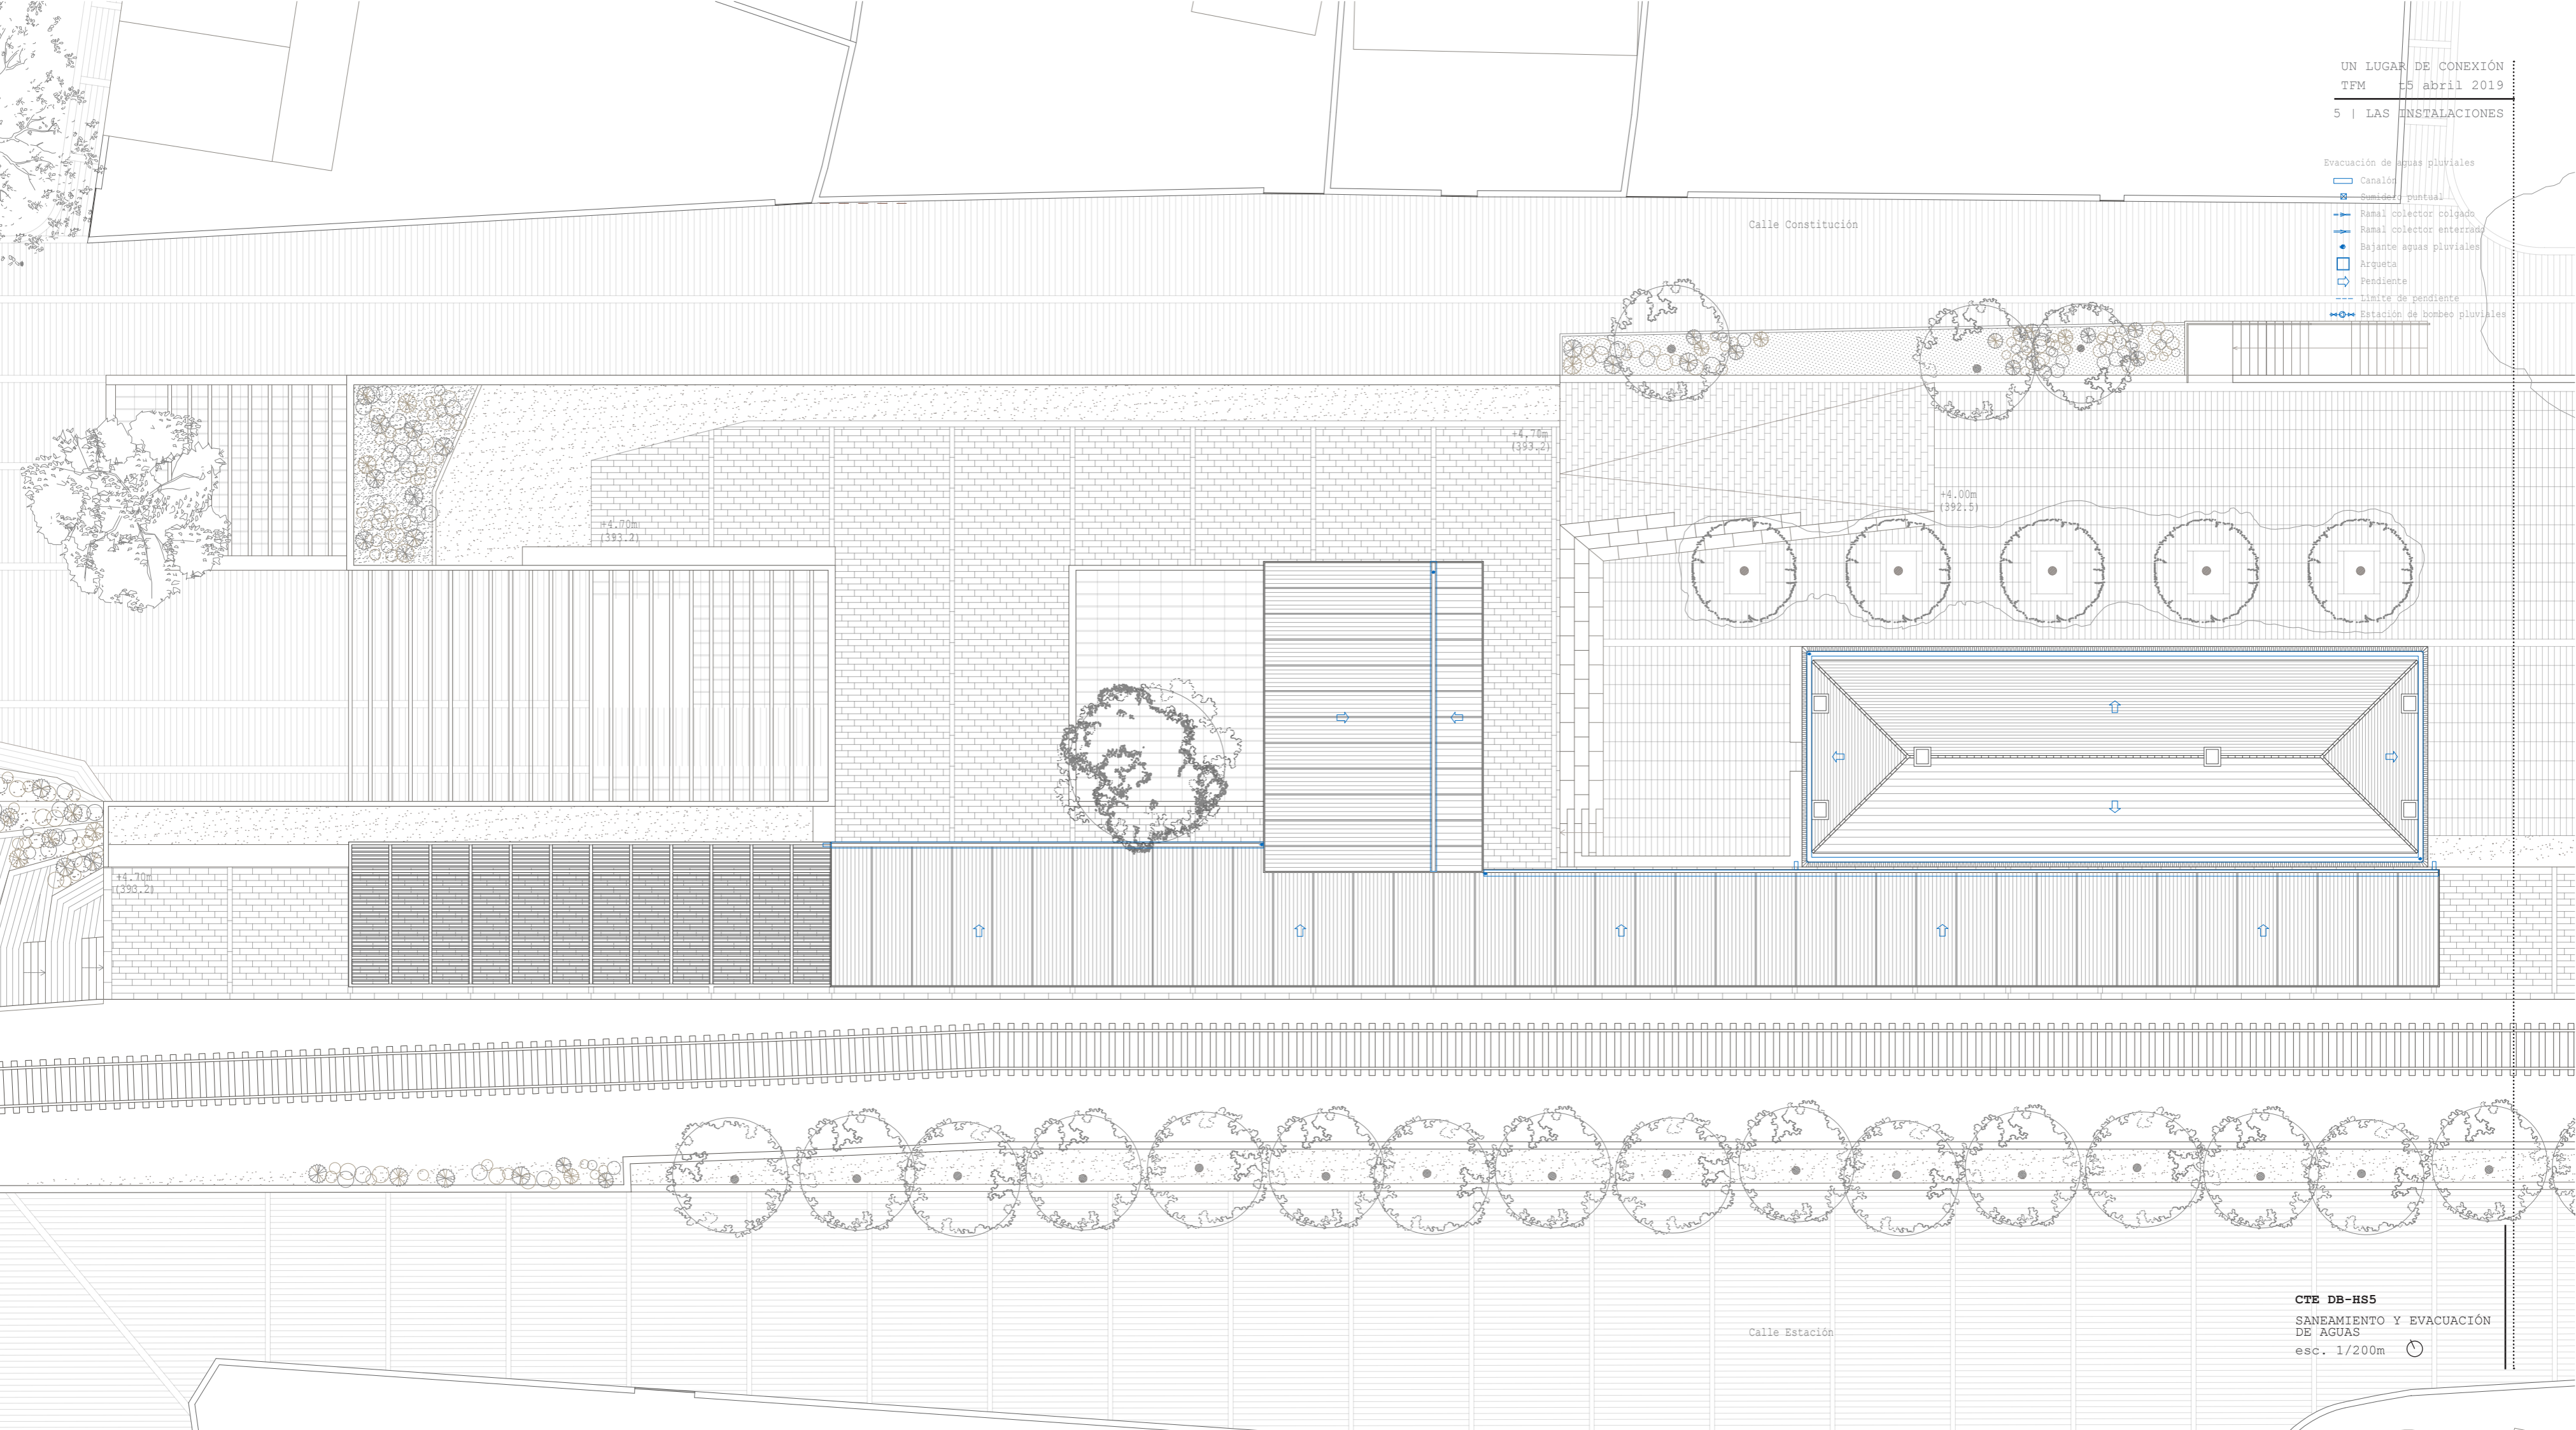 UN LUGAR DE CONEXIÓN
TFM t5 abril 2019
5 | LAS INSTALACIONES
Evacuación de aguas pluviales
Canalón
Sumidero puntual
Ramal colector colgado
Ramal colector enterrado
Bajante aguas pluviales
Arqueta
Pendiente
Límite de pendiente
Estación de bombeo pluviales
Calle Constitución
+4.70m
(393.2)
+4.00m
(392.5)
+4.70m
(393.2)
+4.70m
(393.2)
Calle Estación
CTE DB-HS5
SANEAMIENTO Y EVACUACIÓN
DE AGUAS
esc. 1/200m